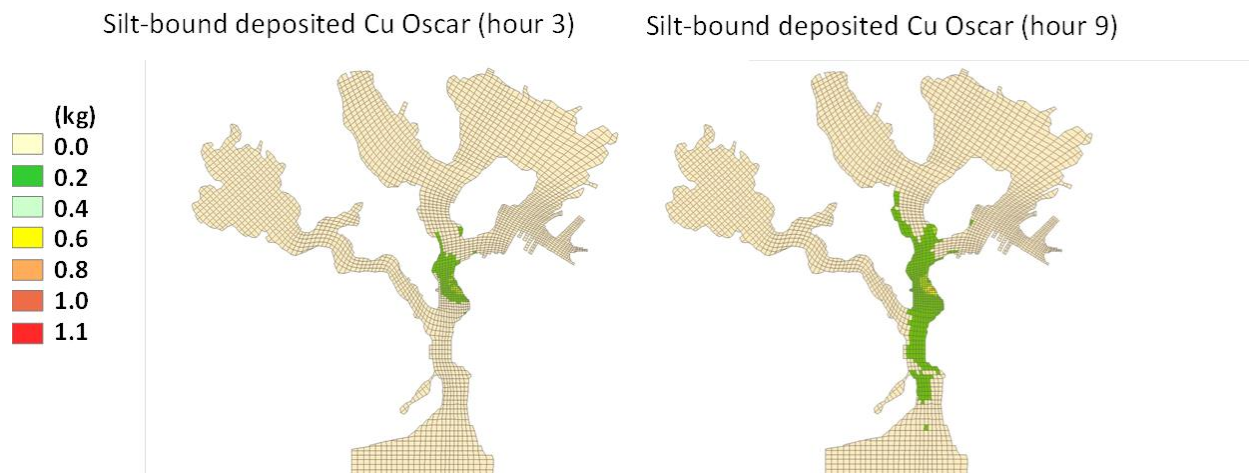 Silt-bound deposited Cu Oscar (hour 3)
Silt-bound deposited Cu Oscar (hour 9)
(kg)
0.0
0.2
0.4
0.6
0.8
1.0
1.1